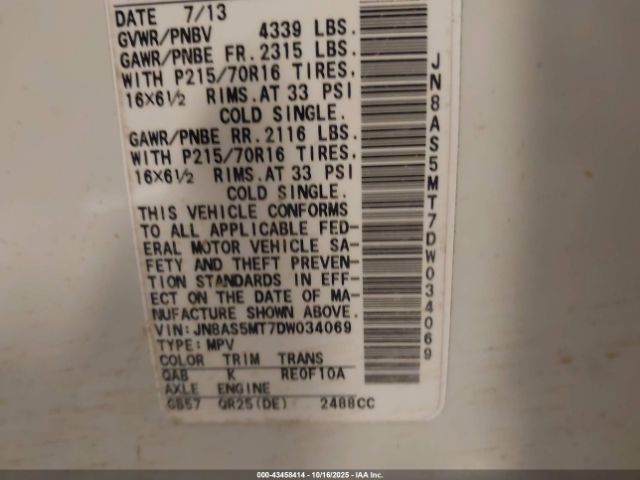 DATE 7/13
GVWR/PNBV 4339 LBS.
GAWR/PNBE FR. 2315 LBS.
WITH P215/70R16 TIRES,
16X6½ RIMS. AT 33 PSI
COLD SINGLE.
GAWR/PNBE RR. 2116 LBS.
WITH P215/70R16 TIRES,
16X6½ RIMS. AT 33 PSI
COLD SINGLE.
THIS VEHICLE CONFORMS
TO ALL APPLICABLE FED-
ERAL MOTOR VEHICLE SA-
FETY AND THEFT PREVEN-
TION STANDARDS IN EFF-
ECT ON THE DATE OF MA-
NUFACTURE SHOWN ABOVE.
VIN: JN8AS5MT7DW034069
TYPE: MPV
COLOR TRIM TRANS
QAB K RE0F10A
AXLE ENGINE
GB57 QR25(DE) 2488CC
JN8AS5MT7DW034069
000-43458414 - 10/16/2025 - Copyright IAA, Inc.